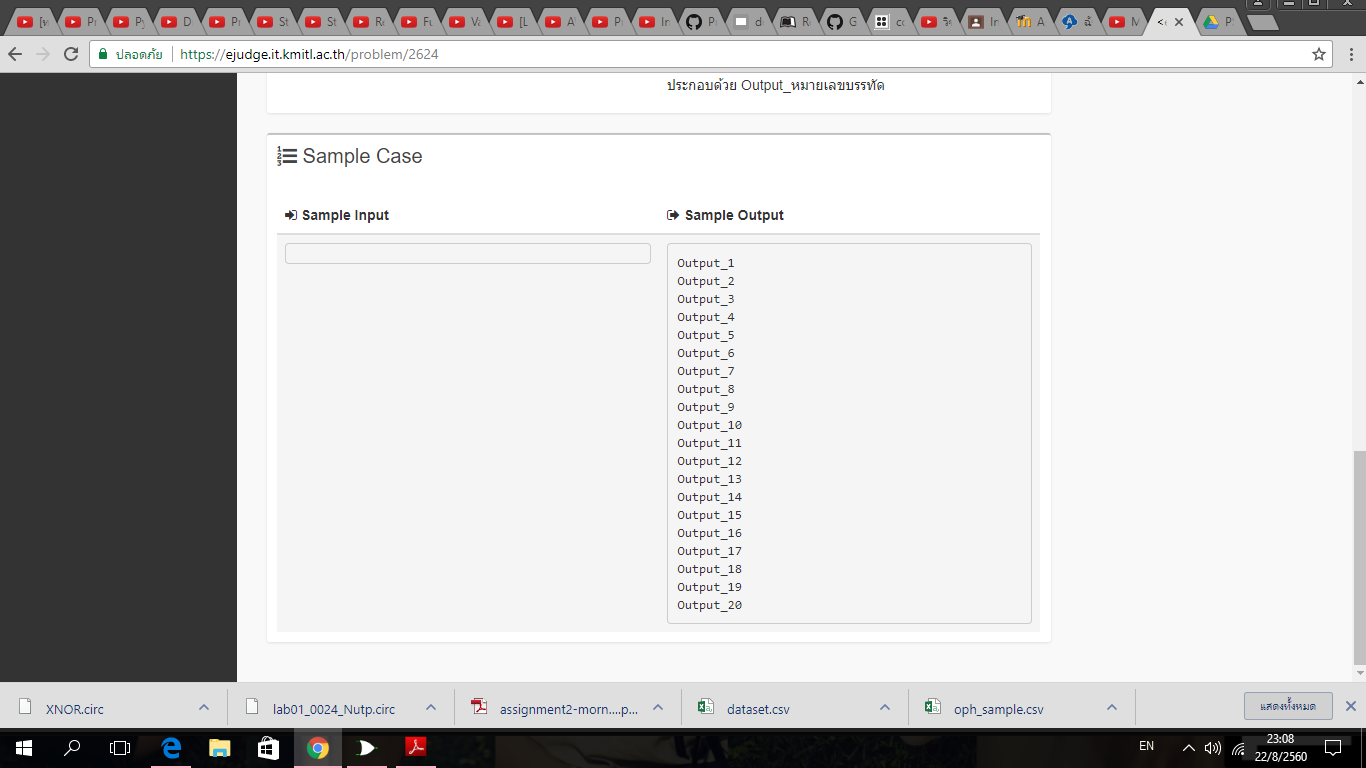 ปลอดภัย https://ejudge.it.kmitl.ac.th/problem/2624
ประกอบด้วย Output_หมายเลขบรรทัด
Sample Case
Sample Input
Sample Output
Output_1
Output_2
Output_3
Output_4
Output_5
Output_6
Output_7
Output_8
Output_9
Output_10
Output_11
Output_12
Output_13
Output_14
Output_15
Output_16
Output_17
Output_18
Output_19
Output_20
XNOR.circ
lab01_0024_Nutp.circ
assignment2-morn....p...
dataset.csv
oph_sample.csv
แสดงทั้งหมด
EN
23:08
22/8/2560